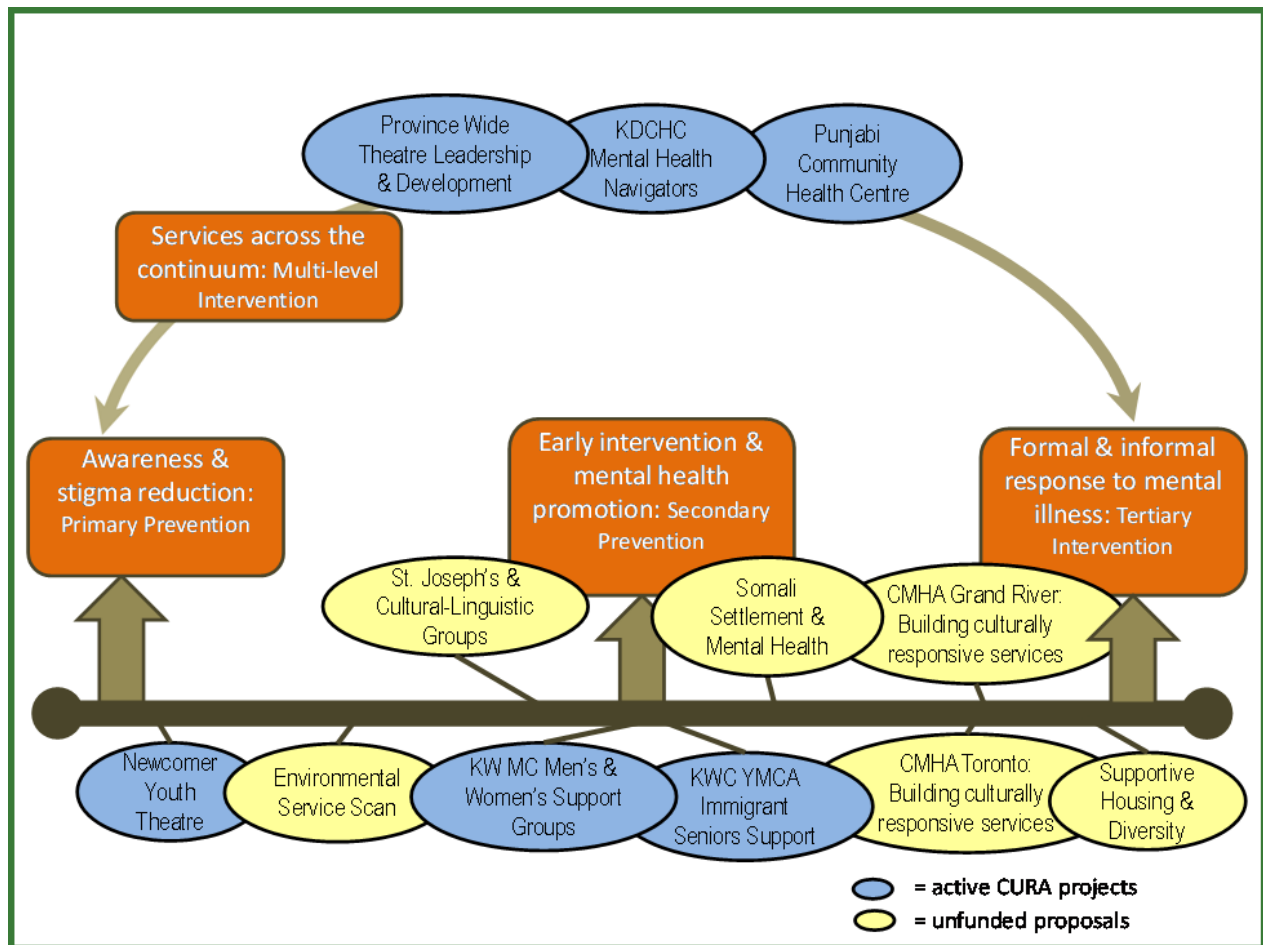 Province Wide
Theatre Leadership
& Development
KDCHC
Mental Health
Navigators
Punjabi
Community
Health Centre
Services across the
continuum: Multi-level
Intervention
Awareness &
stigma reduction:
Primary Prevention
Early intervention &
mental health
promotion: Secondary
Prevention
Formal & informal
response to mental
illness: Tertiary
Intervention
St. Joseph's &
Cultural-Linguistic
Groups
Somali
Settlement &
Mental Health
CMHA Grand River:
Building culturally
responsive services
Newcomer
Youth
Theatre
Environmental
Service Scan
KW MC Men's &
Women's Support
Groups
KWC YMCA
Immigrant
Seniors Support
CMHA Toronto:
Building culturally
responsive services
Supportive
Housing &
Diversity
= active CURA projects
= unfunded proposals